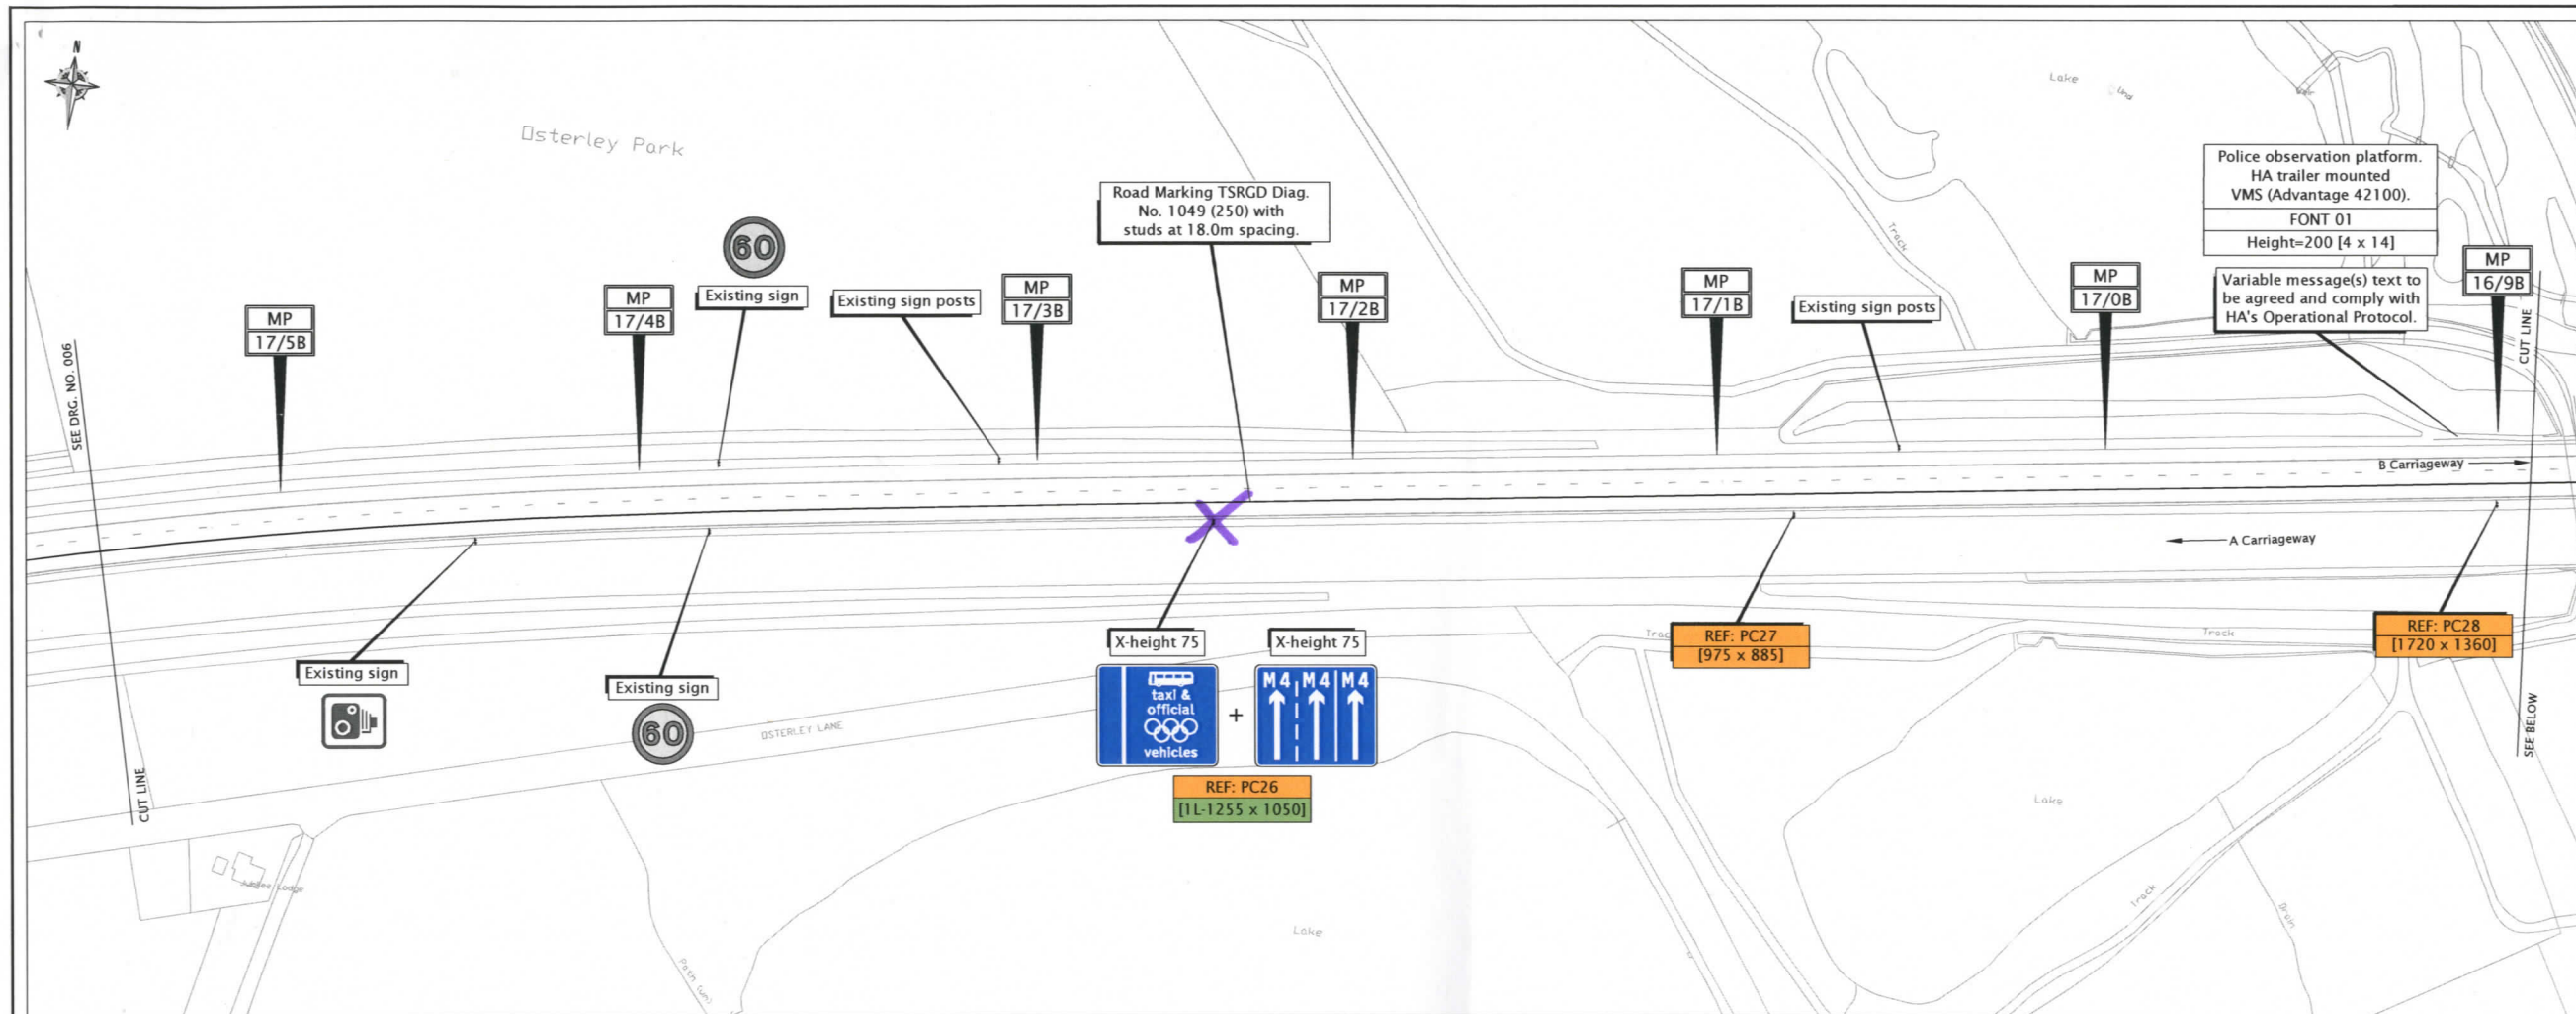 N
Osterley Park
Lake
Track
SEE DRG. NO. 006
CUT LINE
MP
17/5B
MP
17/4B
60
Existing sign
Existing sign posts
MP
17/3B
Road Marking TSRGD Diag.
No. 1049 (250) with
studs at 18.0m spacing.
MP
17/2B
MP
17/1B
Existing sign posts
MP
17/0B
Police observation platform.
HA trailer mounted
VMS (Advantage 42100).
FONT 01
Height=200 [4 x 14]
Variable message(s) text to
be agreed and comply with
HA's Operational Protocol.
MP
16/9B
CUT LINE
SEE BELOW
B Carriageway
A Carriageway
Existing sign
Existing sign
60
OSTERLEY LANE
X-height 75
taxi &
official
vehicles
+
X-height 75
M4 M4 M4
REF: PC26
[1L-1255 x 1050]
REF: PC27
[975 x 885]
REF: PC28
[1720 x 1360]
Track
Track
Lodge
Path (um)
Lake
Lake
Track
Drain